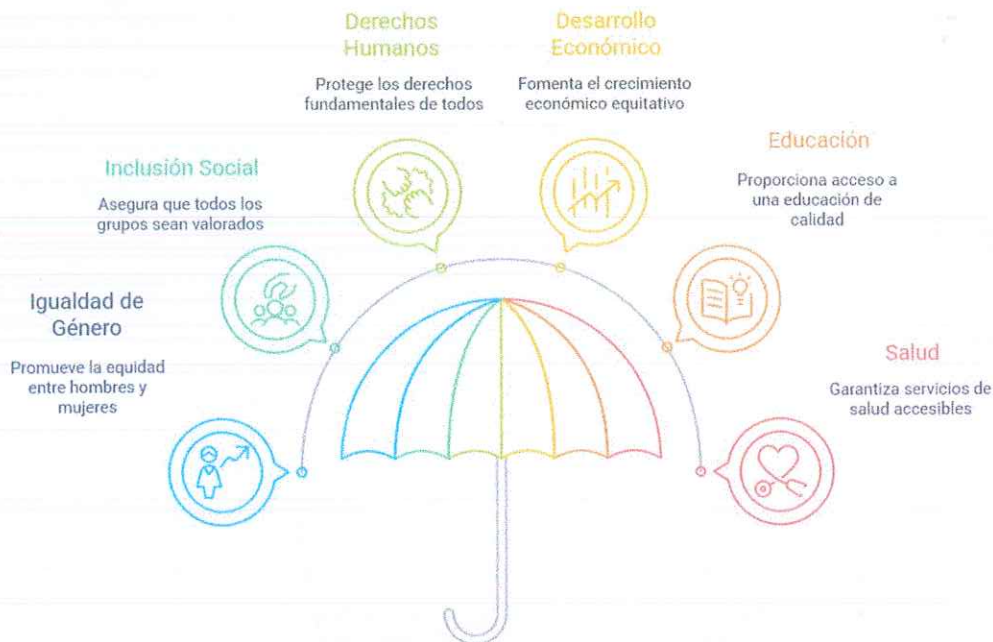 Derechos
Humanos
Protege los derechos
fundamentales de todos
Desarrollo
Económico
Fomenta el crecimiento
económico equitativo
Inclusión Social
Asegura que todos los
grupos sean valorados
Educación
Proporciona acceso a
una educación de
calidad
Igualdad de
Género
Promueve la equidad
entre hombres y
mujeres
Salud
Garantiza servicios de
salud accesibles